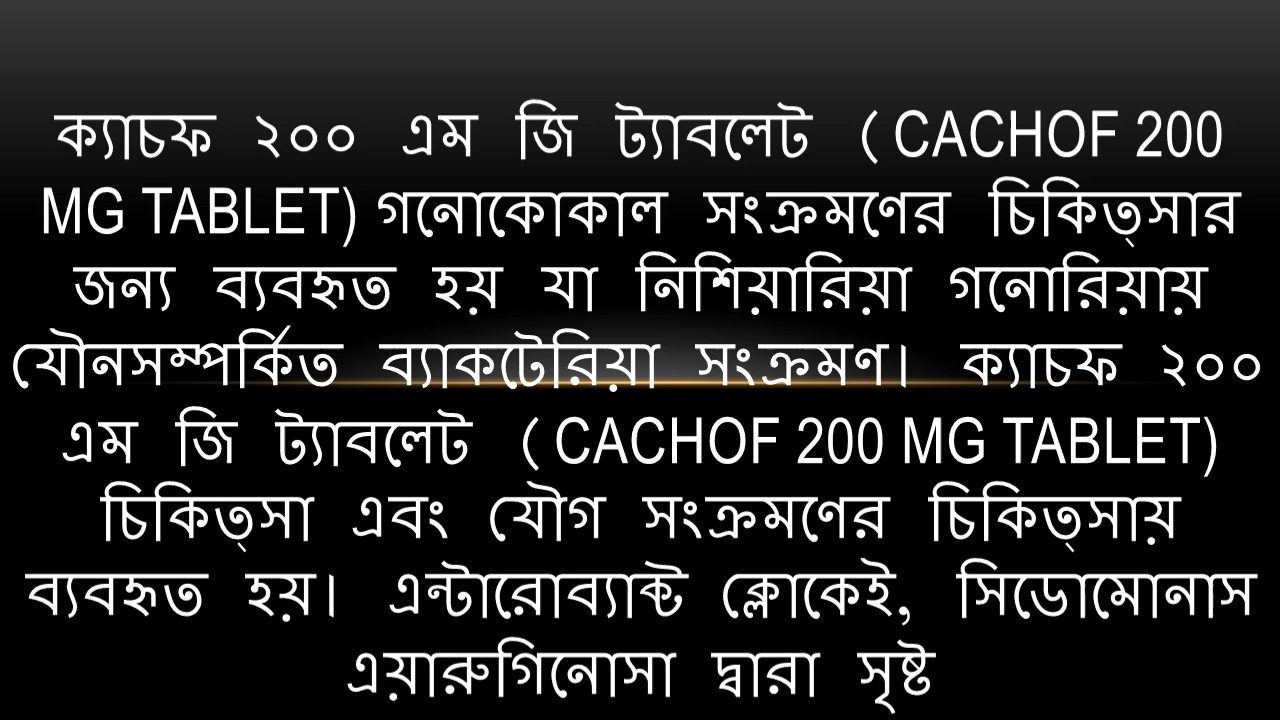 ক্যাচফ ২০০ এম জি ট্যাবলেট ( CACHOF 200
MG TABLET) গনোকোকাল সংক্রমণের চিকিত্সার
জন্য ব্যবহৃত হয় যা নিশিয়ারিয়া গনোরিয়ায়
যৌনসম্পর্কিত ব্যাকটেরিয়া সংক্রমণ। ক্যাচফ ২০০
এম জি ট্যাবলেট ( CACHOF 200 MG TABLET)
চিকিত্সা এবং যৌগ সংক্রমণের চিকিত্সায়
ব্যবহৃত হয়। এন্টারোব্যাক্ট ক্লোকেই, সিডোমোনাস
এয়ারুগিনোসা দ্বারা সৃষ্ট